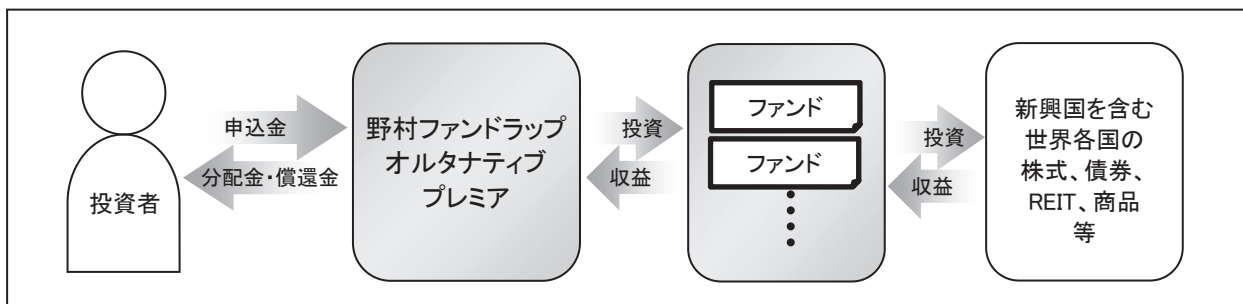 投資者
申込金
分配金・償還金
野村ファンドラップ
オルタナティブ
プレミア
投資
収益
ファンド
ファンド
投資
収益
新興国を含む
世界各国の
株式、債券、
REIT、商品
等